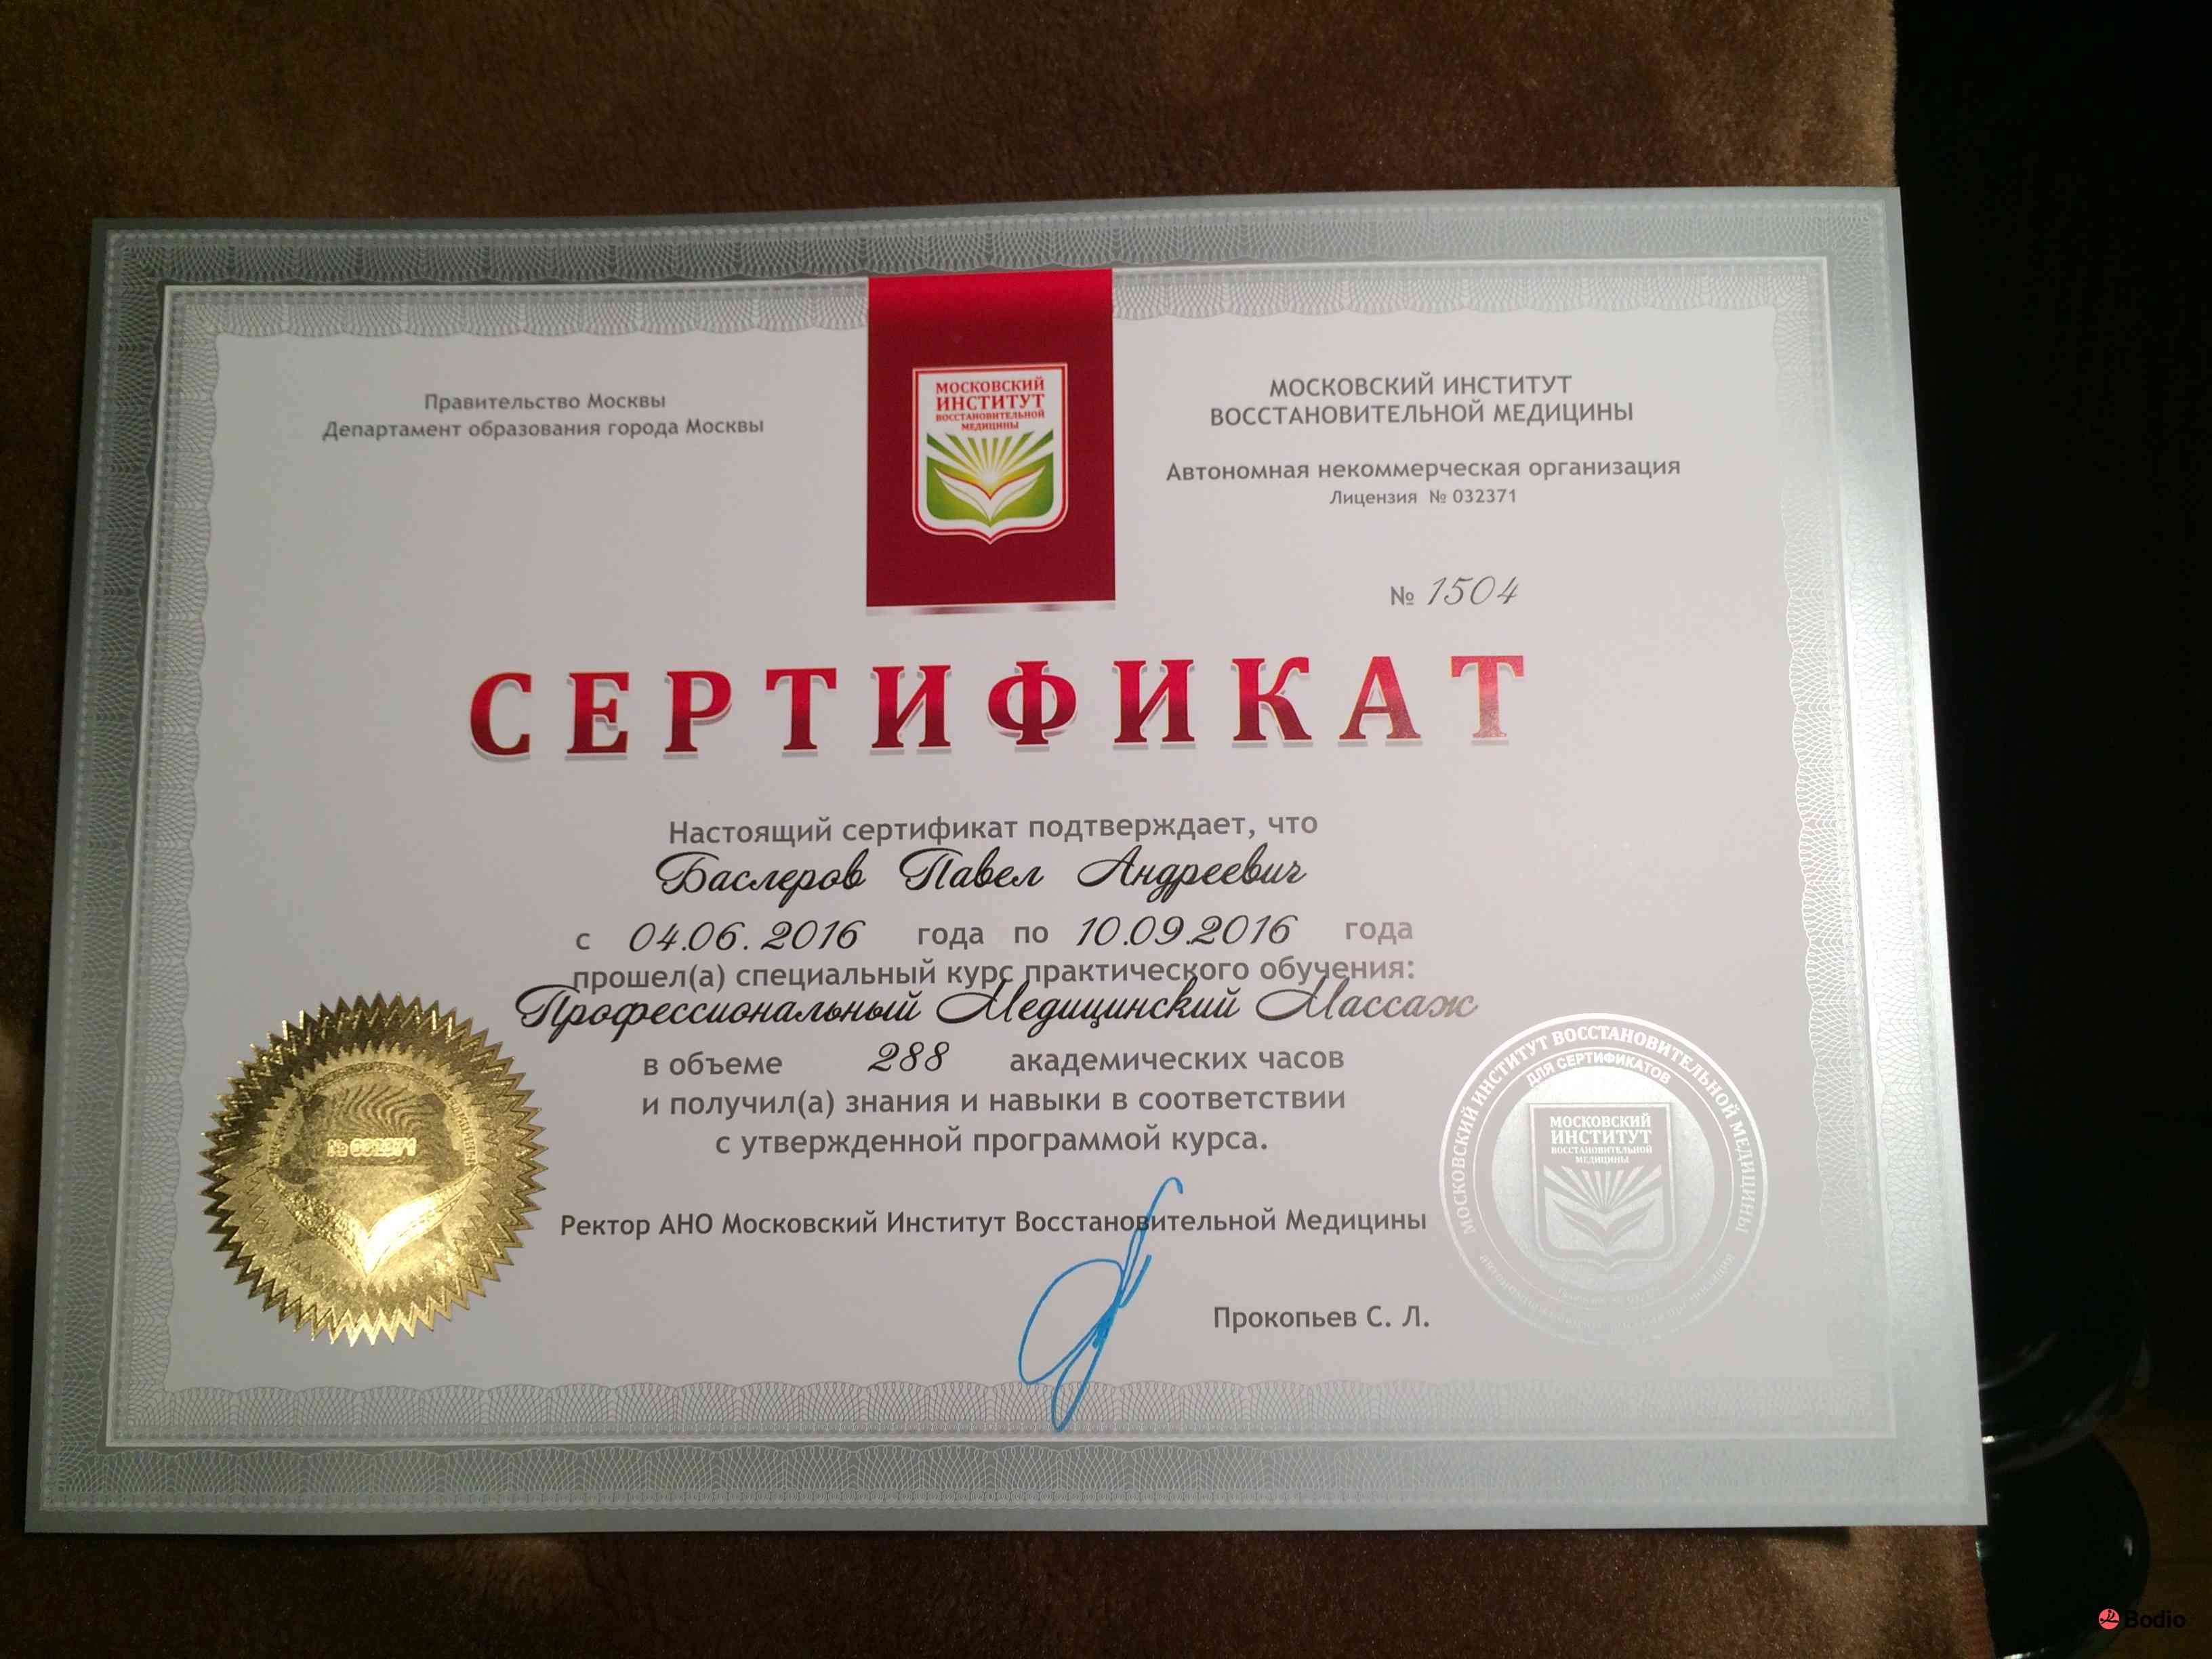 Правительство Москвы
Департамент образования города Москвы
МОСКОВСКИЙ
ИНСТИТУТ
ВОССТАНОВИТЕЛЬНОЙ
МЕДИЦИНЫ
МОСКОВСКИЙ ИНСТИТУТ
ВОССТАНОВИТЕЛЬНОЙ МЕДИЦИНЫ
Автономная некоммерческая организация
Лицензия № 032371
№ 1504
СЕРТИФИКАТ
Настоящий сертификат подтверждает, что
Баслеров Павел Андреевич
с 04.06.2016 года по 10.09.2016 года
прошел(а) специальный курс практического обучения:
Профессиональный Медицинский Массаж
в объеме 288 академических часов
и получил(а) знания и навыки в соответствии
с утвержденной программой курса.
Ректор АНО Московский Институт Восстановительной Медицины
Прокопьев С. Л.
№ 032371
МОСКОВСКИЙ ИНСТИТУТ ВОССТАНОВИТЕЛЬНОЙ МЕДИЦИНЫ
ДЛЯ СЕРТИФИКАТОВ
МОСКОВСКИЙ
ИНСТИТУТ
ВОССТАНОВИТЕЛЬНОЙ
МЕДИЦИНЫ
Bodio